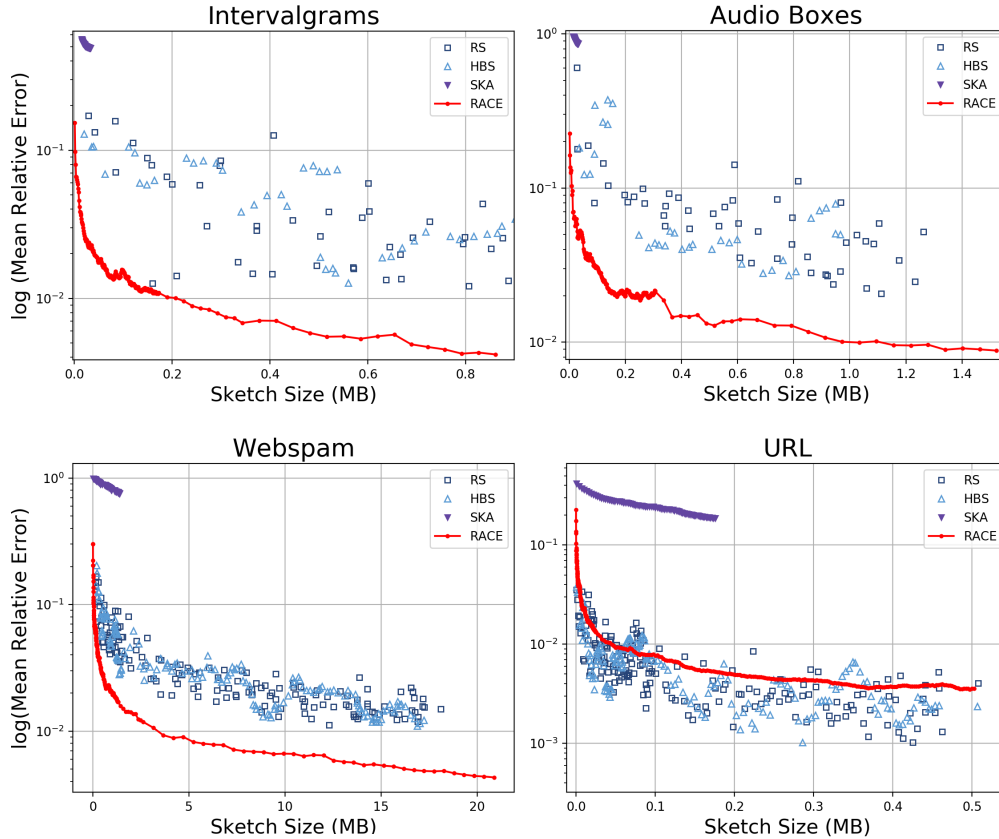 Intervalgrams
log (Mean Relative Error)
10⁻¹
10⁻²
0.0 0.2 0.4 0.6 0.8
Sketch Size (MB)
RS
HBS
SKA
RACE
Audio Boxes
10⁰
10⁻¹
10⁻²
0.0 0.2 0.4 0.6 0.8 1.0 1.2 1.4
Sketch Size (MB)
RS
HBS
SKA
RACE
Webspam
log(Mean Relative Error)
10⁰
10⁻¹
10⁻²
0 5 10 15 20
Sketch Size (MB)
RS
HBS
SKA
RACE
URL
10⁻¹
10⁻²
10⁻³
0.0 0.1 0.2 0.3 0.4 0.5
Sketch Size (MB)
RS
HBS
SKA
RACE